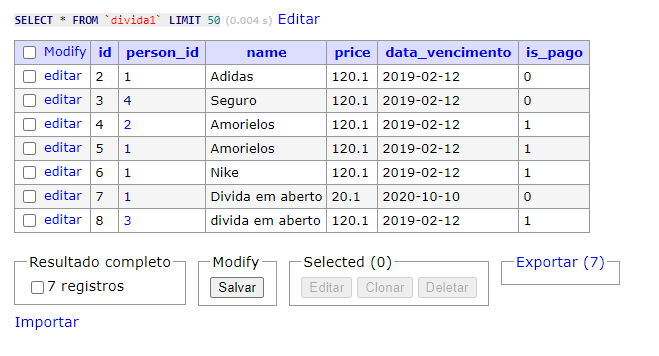 SELECT * FROM `divida1` LIMIT 50 (0.004 s) Editar
Modify id person_id name price data_vencimento is_pago
editar 2 1 Adidas 120.1 2019-02-12 0
editar 3 4 Seguro 120.1 2019-02-12 0
editar 4 2 Amorielos 120.1 2019-02-12 1
editar 5 1 Amorielos 120.1 2019-02-12 1
editar 6 1 Nike 120.1 2019-02-12 1
editar 7 1 Divida em aberto 20.1 2020-10-10 0
editar 8 3 divida em aberto 120.1 2019-02-12 1
Resultado completo Modify Selected (0) Exportar (7)
7 registros Salvar Editar Clonar Deletar
Importar